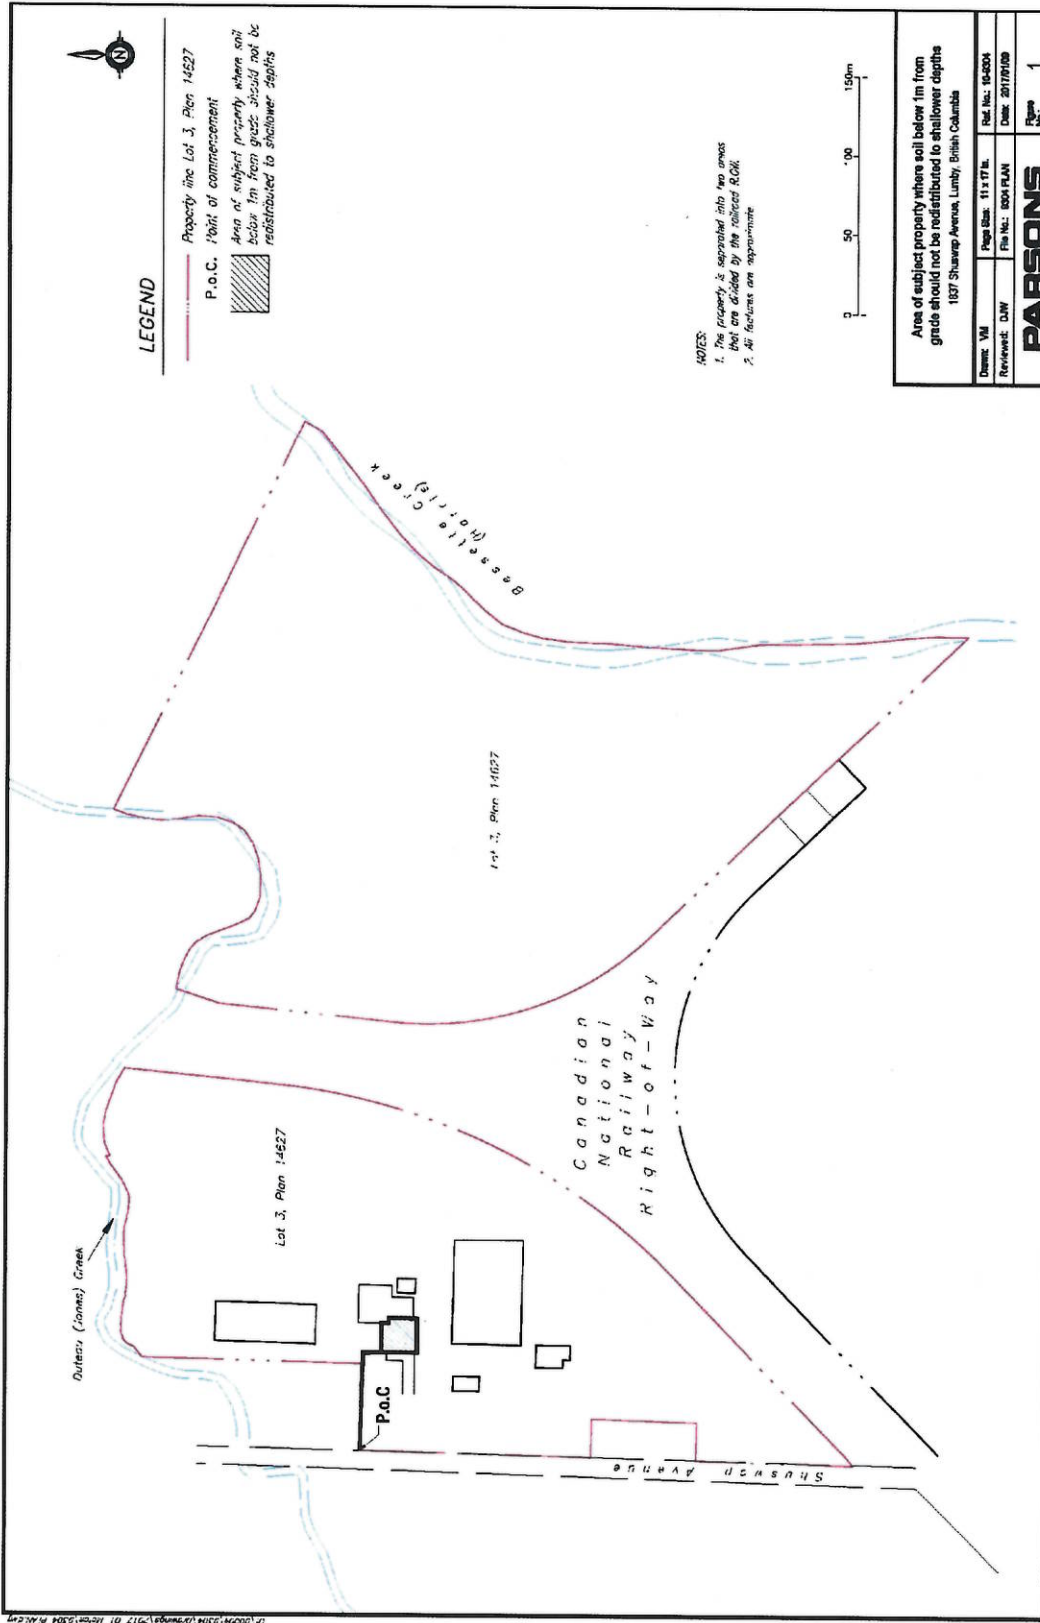 LEGEND
Property line Lot 3, Plan 14627
P.o.C. Point of commencement
Area of subject property where soil
below 1m from grade should not be
redistributed to shallower depths
N
NOTES:
1. The property is separated into two areas
that are divided by the railroad R.O.W.
2. All features are approximate.
0 50 100 150m
Area of subject property where soil below 1m from
grade should not be redistributed to shallower depths
1837 Shuswap Avenue, Lumby, British Columbia
Drawn: VM Page Size: 11 x 17 in. Ref. No.: 10-9304
Reviewed: DJW File No.: 9304 PLAN Date: 2017/01/09
PARSONS Figure No.: 1
Bessette Creek
(Harris)
Lot 3, Plan 14627
Canadian
National
Railway
Right-of-Way
Duteau (Jones) Creek
Lot 3, Plan 14627
P.o.C
Shuswap Avenue